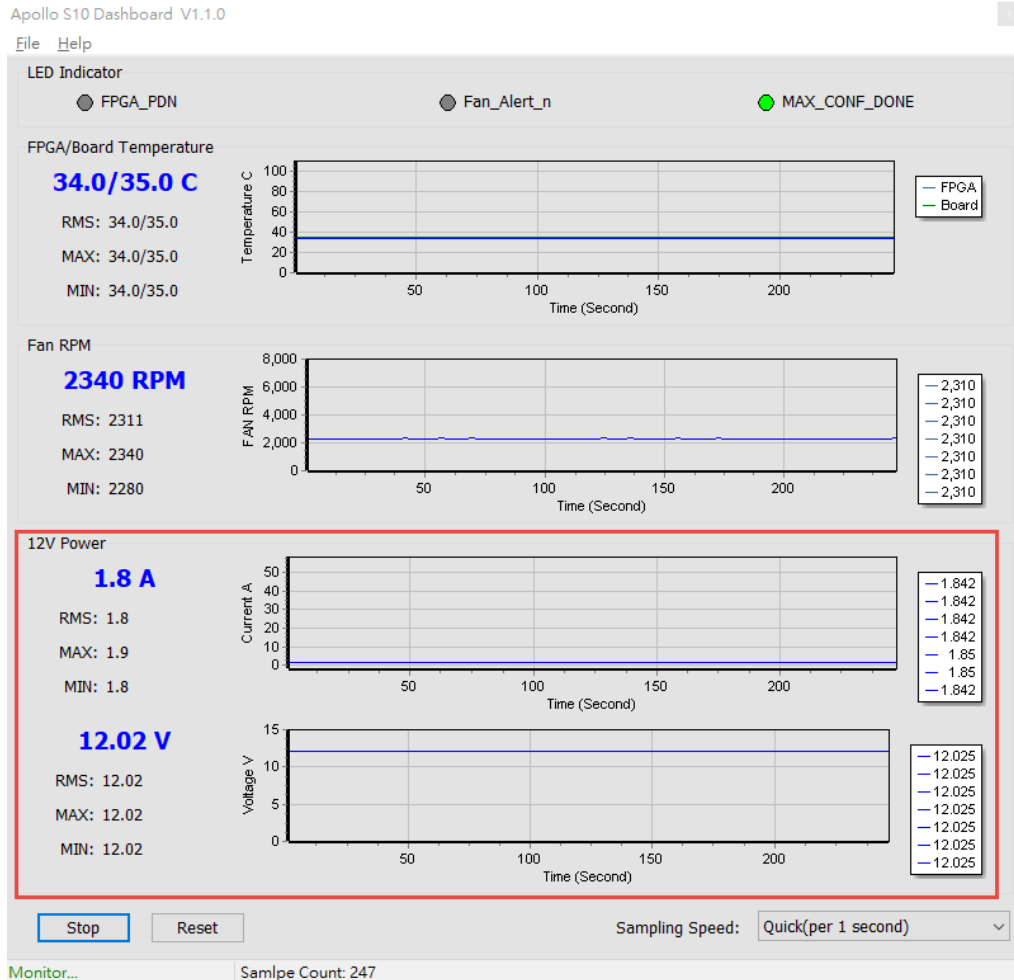 Apollo S10 Dashboard V1.1.0
File Help
LED Indicator
FPGA_PDN Fan_Alert_n MAX_CONF_DONE
FPGA/Board Temperature
34.0/35.0 C
RMS: 34.0/35.0
MAX: 34.0/35.0
MIN: 34.0/35.0
Temperature C
100
80
60
40
20
0
50 100 150 200
Time (Second)
FPGA
Board
Fan RPM
2340 RPM
RMS: 2311
MAX: 2340
MIN: 2280
FAN RPM
8,000
6,000
4,000
2,000
0
50 100 150 200
Time (Second)
2,310
2,310
2,310
2,310
2,310
2,310
2,310
12V Power
1.8 A
RMS: 1.8
MAX: 1.9
MIN: 1.8
Current A
50
40
30
20
10
0
50 100 150 200
Time (Second)
1.842
1.842
1.842
1.842
1.85
1.85
1.842
12.02 V
RMS: 12.02
MAX: 12.02
MIN: 12.02
Voltage V
15
10
5
0
50 100 150 200
Time (Second)
12.025
12.025
12.025
12.025
12.025
12.025
12.025
Stop Reset Sampling Speed: Quick(per 1 second)
Monitor... Samlpe Count: 247